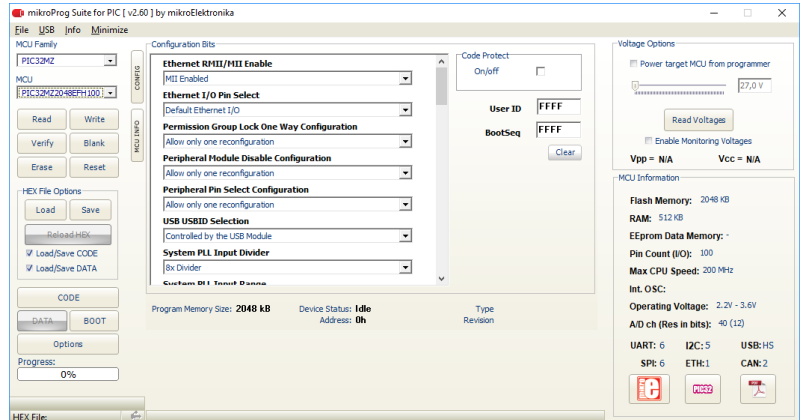 mikroProg Suite for PIC [ v2.60 ] by mikroElektronika
File USB Info Minimize
MCU Family
PIC32MZ
MCU
PIC32MZ2048EFH100
Read Write
Verify Blank
Erase Reset
HEX File Options
Load Save
Reload HEX
Load/Save CODE
Load/Save DATA
CODE
DATA BOOT
Options
Progress:
0%
HEX File:
CONFIG
MCU INFO
Configuration Bits
Ethernet RMII/MII Enable
MII Enabled
Ethernet I/O Pin Select
Default Ethernet I/O
Permission Group Lock One Way Configuration
Allow only one reconfiguration
Peripheral Module Disable Configuration
Allow only one reconfiguration
Peripheral Pin Select Configuration
Allow only one reconfiguration
USB USBID Selection
Controlled by the USB Module
System PLL Input Divider
8x Divider
System PLL Input Range
Code Protect
On/off
User ID FFFF
BootSeq FFFF
Clear
Program Memory Size: 2048 kB Device Status: Idle Type
Address: 0h Revision
Voltage Options
Power target MCU from programmer
27,0 V
Read Voltages
Enable Monitoring Voltages
Vpp = N/A Vcc = N/A
MCU Information
Flash Memory: 2048 KB
RAM: 512 KB
EEprom Data Memory: -
Pin Count (I/O): 100
Max CPU Speed: 200 MHz
Int. OSC:
Operating Voltage: 2.2V - 3.6V
A/D ch (Res in bits): 40 (12)
UART: 6 I2C: 5 USB: HS
SPI: 6 ETH: 1 CAN: 2
PIC32
PDF